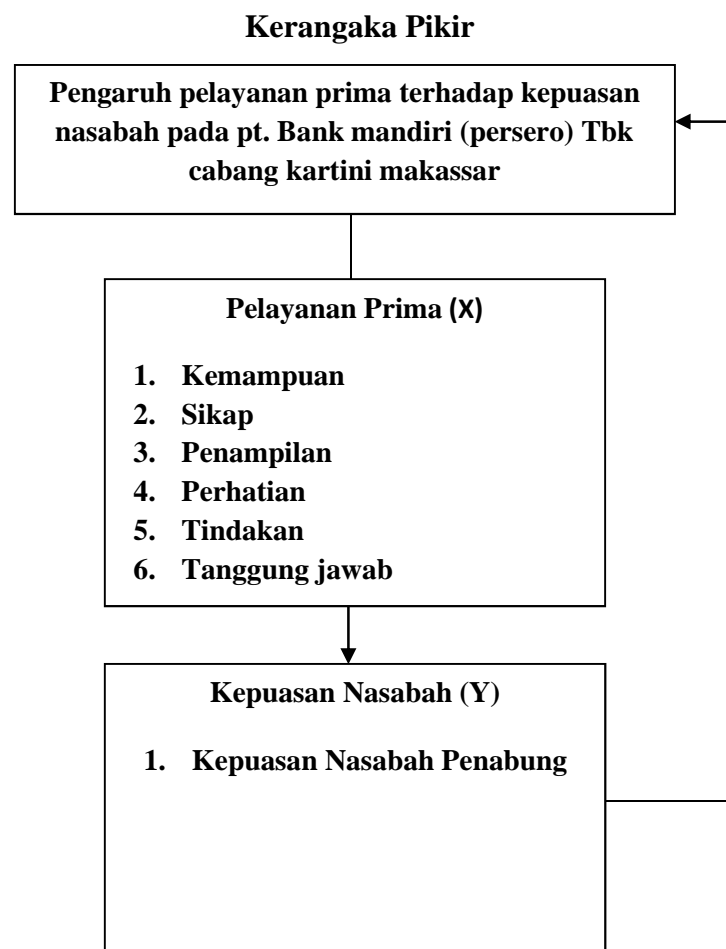 Kerangaka Pikir
Pengaruh pelayanan prima terhadap kepuasan
nasabah pada pt. Bank mandiri (persero) Tbk
cabang kartini makassar
Pelayanan Prima (X)
1. Kemampuan
2. Sikap
3. Penampilan
4. Perhatian
5. Tindakan
6. Tanggung jawab
Kepuasan Nasabah (Y)
1. Kepuasan Nasabah Penabung